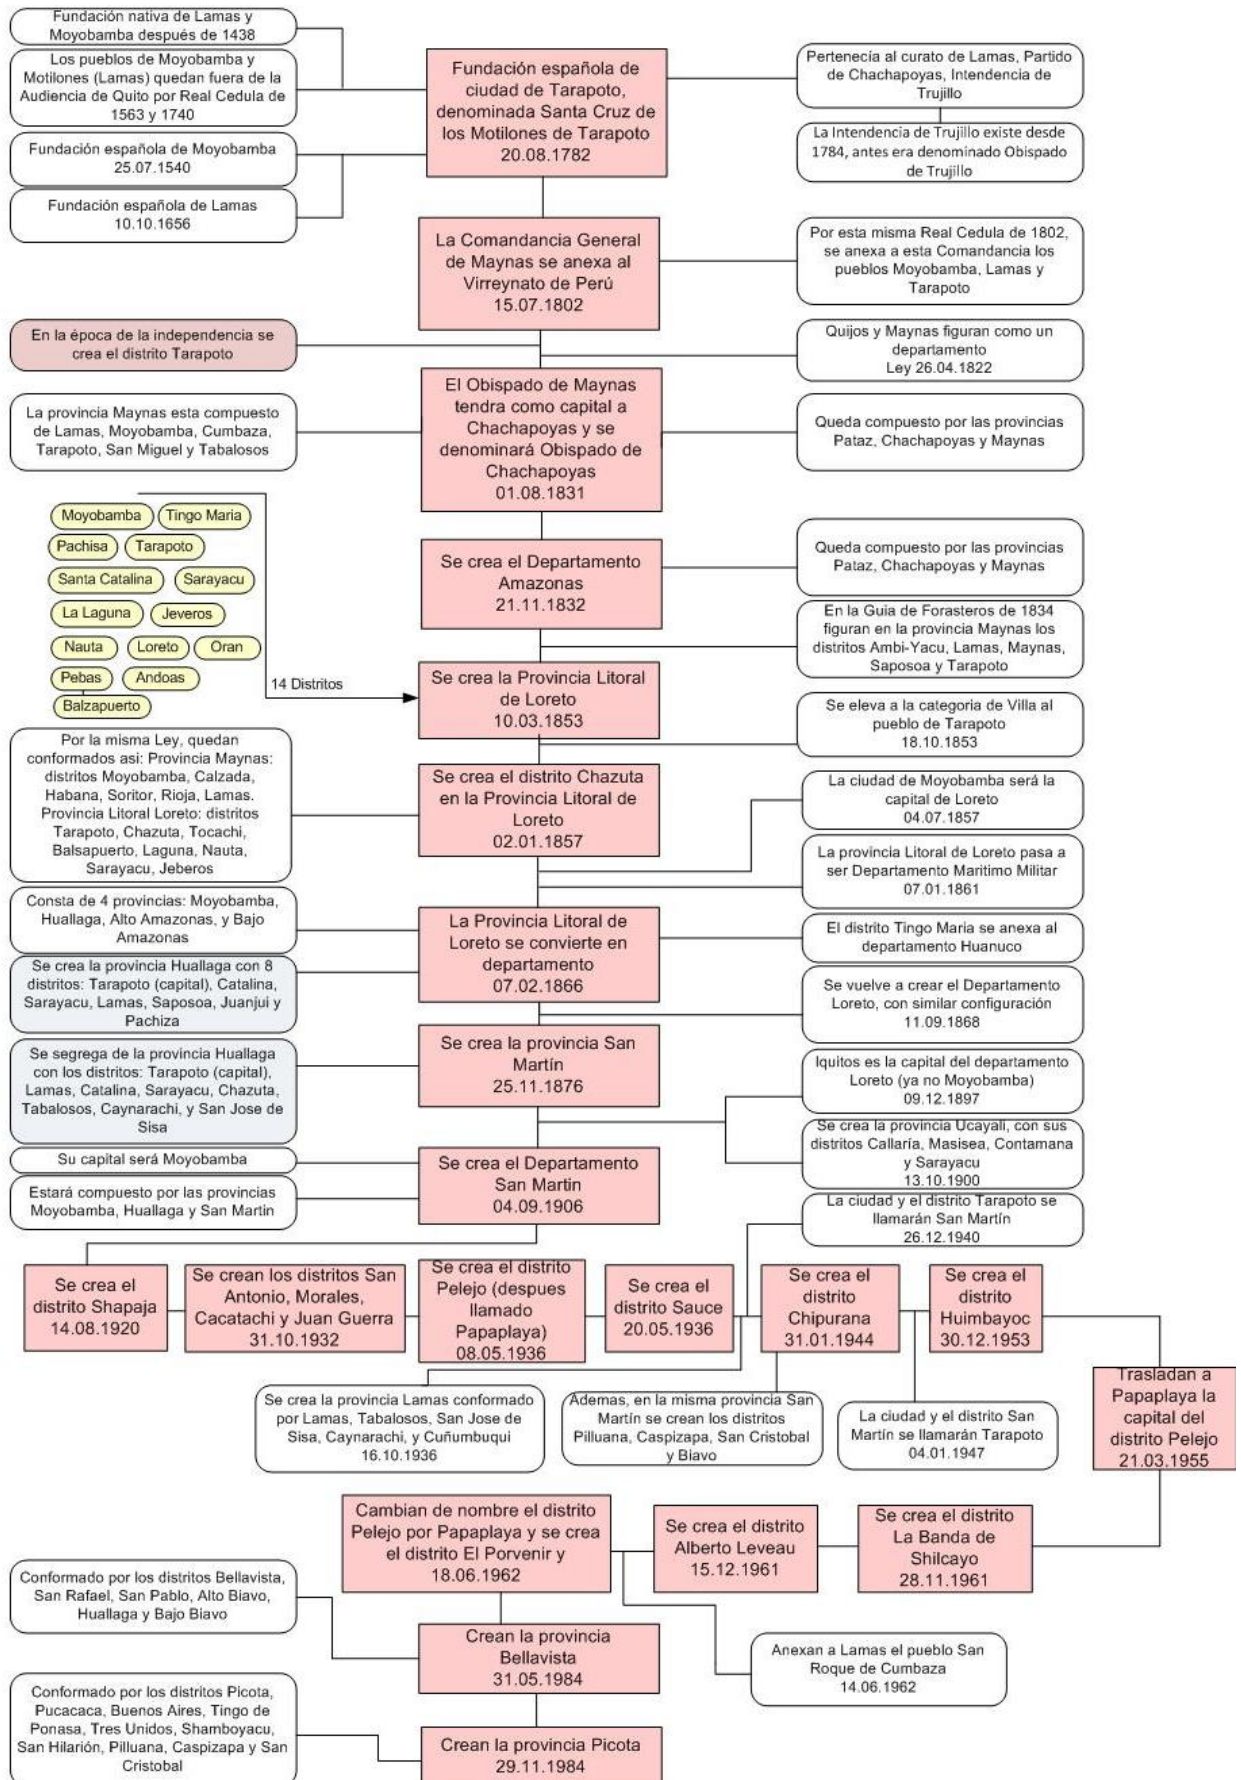 Fundación nativa de Lamas y
Moyobamba después de 1438
Los pueblos de Moyobamba y
Motilones (Lamas) quedan fuera de la
Audiencia de Quito por Real Cedula de
1563 y 1740
Fundación española de Moyobamba
25.07.1540
Fundación española de Lamas
10.10.1656
Fundación española de
ciudad de Tarapoto,
denominada Santa Cruz de
los Motilones de Tarapoto
20.08.1782
Pertenecía al curato de Lamas, Partido
de Chachapoyas, Intendencia de
Trujillo
La Intendencia de Trujillo existe desde
1784, antes era denominado Obispado
de Trujillo
La Comandancia General
de Maynas se anexa al
Virreynato de Perú
15.07.1802
Por esta misma Real Cedula de 1802,
se anexa a esta Comandancia los
pueblos Moyobamba, Lamas y
Tarapoto
En la época de la independencia se
crea el distrito Tarapoto
Quijos y Maynas figuran como un
departamento
Ley 26.04.1822
La provincia Maynas esta compuesto
de Lamas, Moyobamba, Cumbaza,
Tarapoto, San Miguel y Tabalosos
El Obispado de Maynas
tendra como capital a
Chachapoyas y se
denominará Obispado de
Chachapoyas
01.08.1831
Queda compuesto por las provincias
Pataz, Chachapoyas y Maynas
Moyobamba Tingo Maria
Pachisa Tarapoto
Santa Catalina Sarayacu
La Laguna Jeveros
Nauta Loreto Oran
Pebas Andoas
Balzapuerto
14 Distritos
Se crea el Departamento
Amazonas
21.11.1832
Queda compuesto por las provincias
Pataz, Chachapoyas y Maynas
En la Guia de Forasteros de 1834
figuran en la provincia Maynas los
distritos Ambi-Yacu, Lamas, Maynas,
Saposoa y Tarapoto
Se crea la Provincia Litoral
de Loreto
10.03.1853
Se eleva a la categoria de Villa al
pueblo de Tarapoto
18.10.1853
Por la misma Ley, quedan
conformados asi: Provincia Maynas:
distritos Moyobamba, Calzada,
Habana, Soritor, Rioja, Lamas.
Provincia Litoral Loreto: distritos
Tarapoto, Chazuta, Tocachi,
Balsapuerto, Laguna, Nauta,
Sarayacu, Jeberos
Se crea el distrito Chazuta
en la Provincia Litoral de
Loreto
02.01.1857
La ciudad de Moyobamba será la
capital de Loreto
04.07.1857
La provincia Litoral de Loreto pasa a
ser Departamento Maritimo Militar
07.01.1861
Consta de 4 provincias: Moyobamba,
Huallaga, Alto Amazonas, y Bajo
Amazonas
La Provincia Litoral de
Loreto se convierte en
departamento
07.02.1866
El distrito Tingo Maria se anexa al
departamento Huanuco
Se crea la provincia Huallaga con 8
distritos: Tarapoto (capital), Catalina,
Sarayacu, Lamas, Saposoa, Juanjui y
Pachiza
Se vuelve a crear el Departamento
Loreto, con similar configuración
11.09.1868
Se segrega de la provincia Huallaga
con los distritos: Tarapoto (capital),
Lamas, Catalina, Sarayacu, Chazuta,
Tabalosos, Caynarachi, y San Jose de
Sisa
Se crea la provincia San
Martín
25.11.1876
Iquitos es la capital del departamento
Loreto (ya no Moyobamba)
09.12.1897
Se crea la provincia Ucayali, con sus
distritos Callaría, Masisea, Contamana
y Sarayacu
13.10.1900
Su capital será Moyobamba
Estará compuesto por las provincias
Moyobamba, Huallaga y San Martin
Se crea el Departamento
San Martin
04.09.1906
La ciudad y el distrito Tarapoto se
llamarán San Martín
26.12.1940
Se crea el
distrito Shapaja
14.08.1920
Se crean los distritos San
Antonio, Morales,
Cacatachi y Juan Guerra
31.10.1932
Se crea el distrito
Pelejo (despues
llamado
Papaplaya)
08.05.1936
Se crea el
distrito Sauce
20.05.1936
Se crea el
distrito
Chipurana
31.01.1944
Se crea el
distrito
Huimbayoc
30.12.1953
Se crea la provincia Lamas conformado
por Lamas, Tabalosos, San Jose de
Sisa, Caynarachi, y Cuñumbuqui
16.10.1936
Ademas, en la misma provincia San
Martín se crean los distritos
Pilluana, Caspizapa, San Cristobal
y Biavo
La ciudad y el distrito San
Martín se llamarán Tarapoto
04.01.1947
Trasladan a
Papaplaya la
capital del
distrito Pelejo
21.03.1955
Cambian de nombre el distrito
Pelejo por Papaplaya y se crea
el distrito El Porvenir y
18.06.1962
Se crea el distrito
Alberto Leveau
15.12.1961
Se crea el distrito
La Banda de
Shilcayo
28.11.1961
Conformado por los distritos Bellavista,
San Rafael, San Pablo, Alto Biavo,
Huallaga y Bajo Biavo
Crean la provincia
Bellavista
31.05.1984
Anexan a Lamas el pueblo San
Roque de Cumbaza
14.06.1962
Conformado por los distritos Picota,
Pucacaca, Buenos Aires, Tingo de
Ponasa, Tres Unidos, Shamboyacu,
San Hilarión, Pilluana, Caspizapa y San
Cristobal
Crean la provincia Picota
29.11.1984